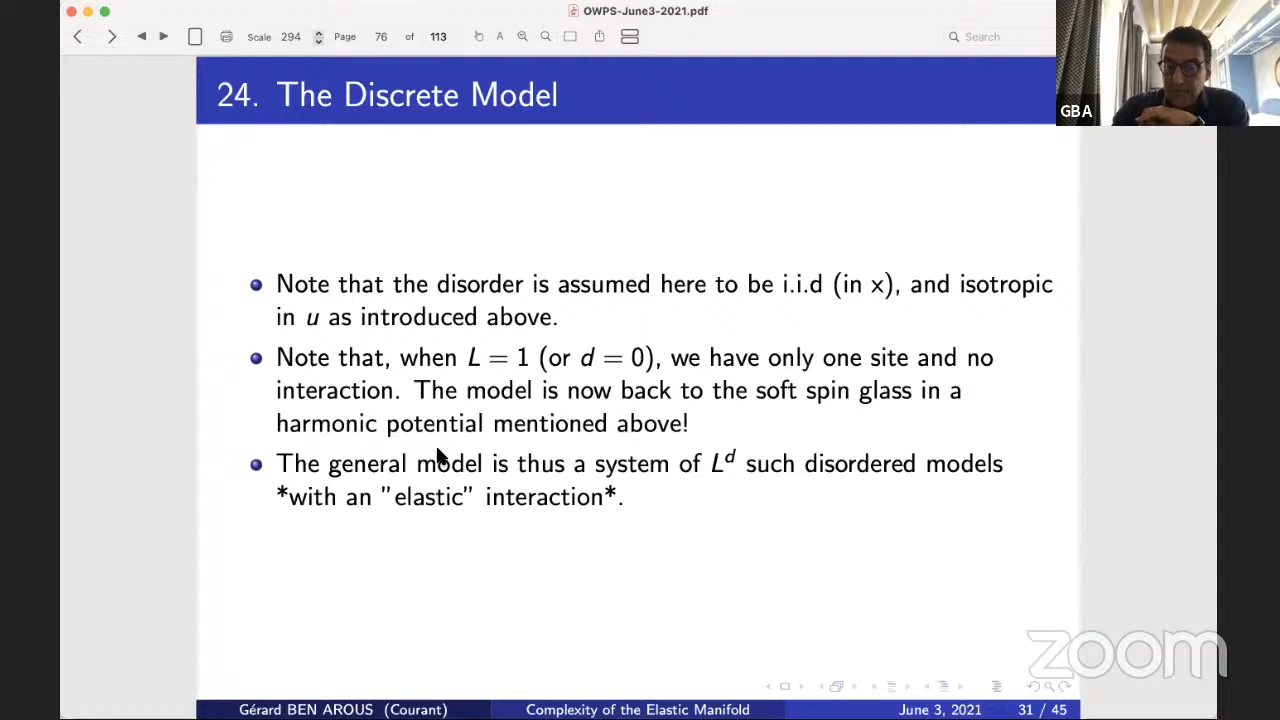 OWPS-June3-2021.pdf
Scale 294 Page 76 of 113 A Search
24. The Discrete Model
GBA
Note that the disorder is assumed here to be i.i.d (in x), and isotropic
in u as introduced above.
Note that, when L = 1 (or d = 0), we have only one site and no
interaction. The model is now back to the soft spin glass in a
harmonic potential mentioned above!
The general model is thus a system of L^d such disordered models
*with an ”elastic” interaction*.
zoom
Gérard BEN AROUS (Courant) Complexity of the Elastic Manifold June 3, 2021 31 / 45